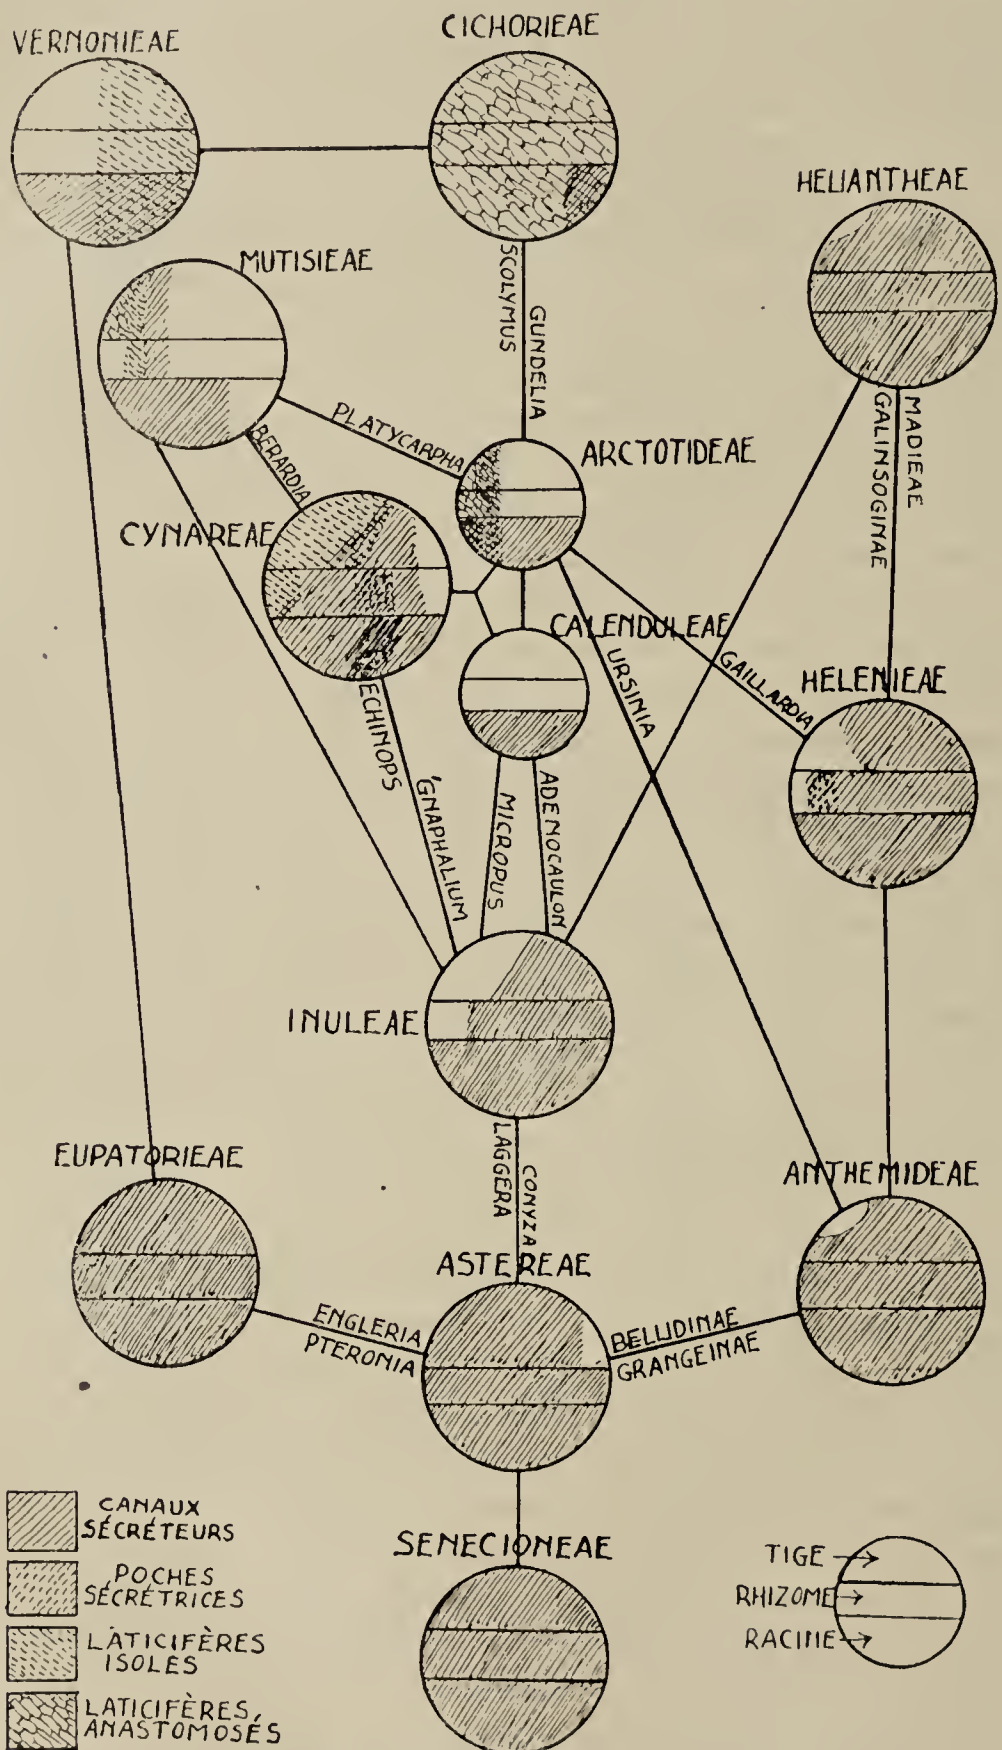 VERNONIEAE
CICHORIEAE
HELIANTHEAE
MUTISIEAE
SCOLYMUS
GUNDELIA
PLATYCARPHA
BERARDIA
ARCTOTIDEAE
MADIEAE
GALINSOGINAE
CYNAREAE
CALENDULEAE
URSINIA
GAILLARDIA
HELENIEAE
ECHINOPS
GNAPHALIUM
MICROPUS
ADENOCAULON
INULEAE
EUPATORIEAE
LAGGERA
CONYZA
ANTHEMIDEAE
ASTEREAE
ENGLERIA
PTERONIA
BELLIDINAE
GRANGEINAE
SENECIONEAE
CANAUX
SÉCRÉTEURS
POCHES
SÉCRÉTRICES
LATICIFÈRES
ISOLÉS
LATICIFÈRES
ANASTOMOSÉS
TIGE →
RHIZOME →
RACINE →